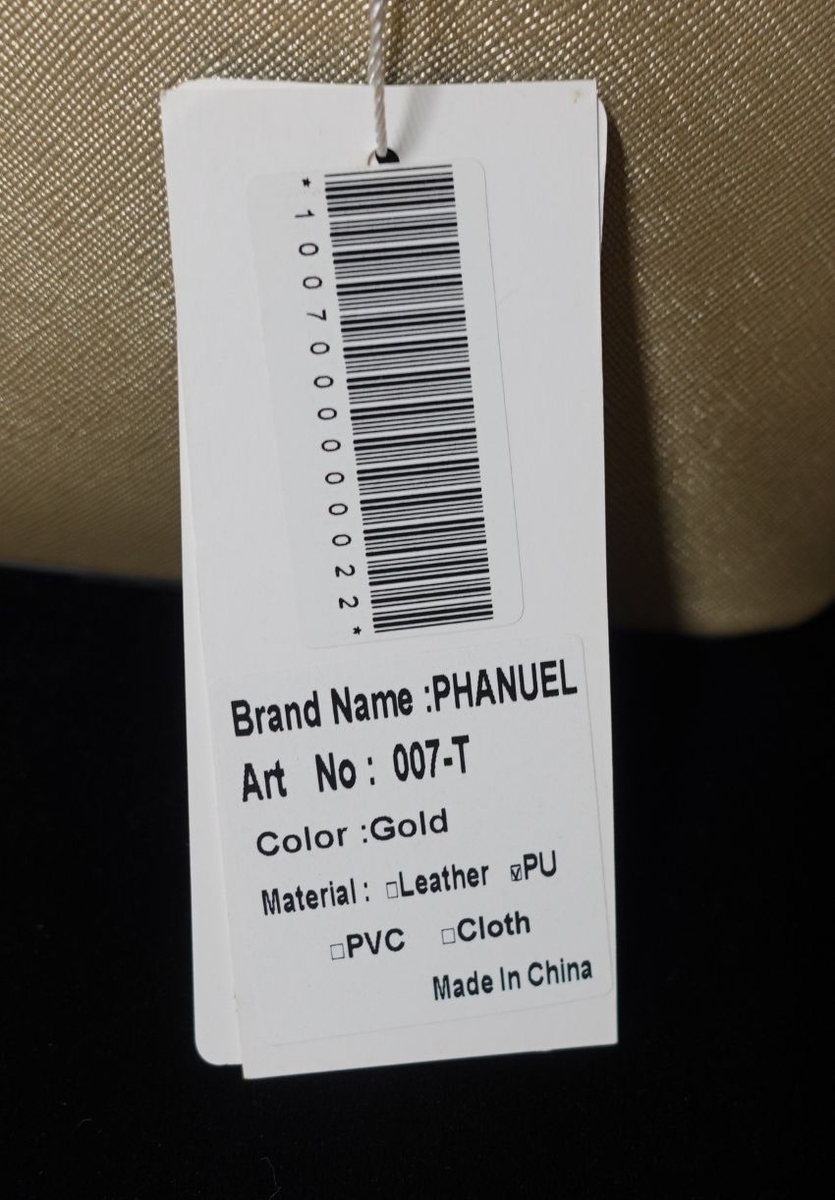 *1007000000022*
Brand Name :PHANUEL
Art No : 007-T
Color :Gold
Material : ☐Leather ☑PU
☐PVC ☐Cloth
Made In China